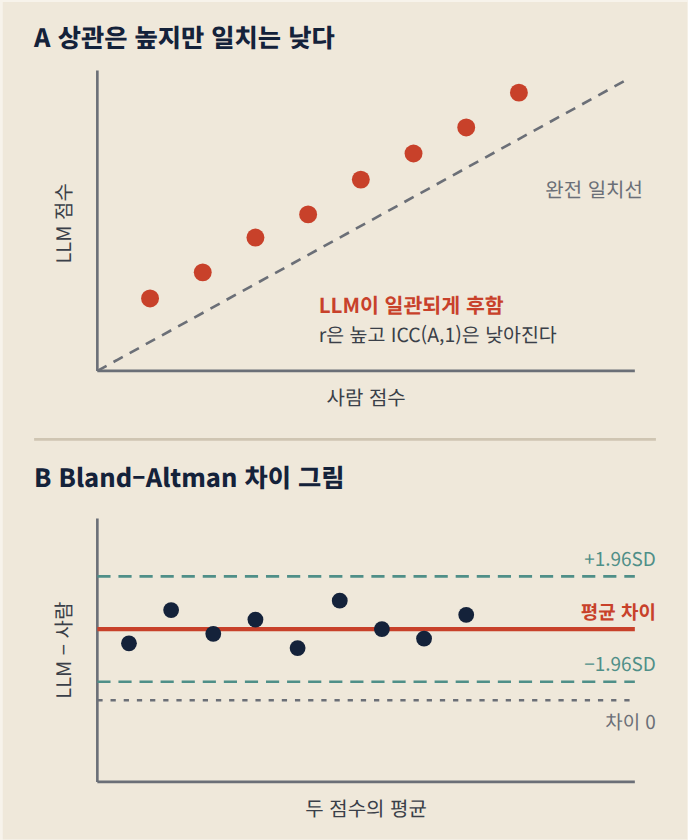 A 상관은 높지만 일치는 낮다
LLM 점수
완전 일치선
LLM이 일관되게 후함
r은 높고 ICC(A,1)은 낮아진다
사람 점수
B Bland–Altman 차이 그림
LLM − 사람
+1.96SD
평균 차이
−1.96SD
차이 0
두 점수의 평균